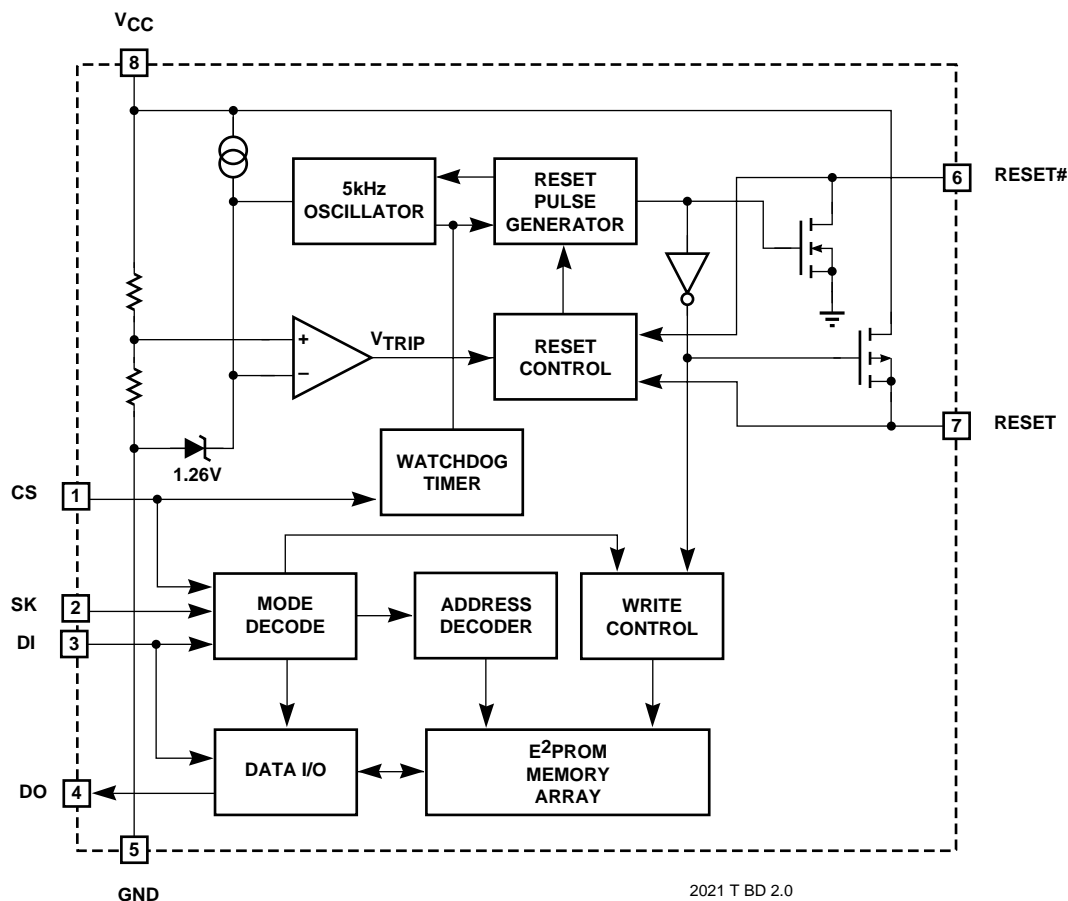 VCC
8
5kHz
OSCILLATOR
RESET
PULSE
GENERATOR
6
RESET#
+
–
VTRIP
RESET
CONTROL
1.26V
WATCHDOG
TIMER
7
RESET
CS
1
SK
2
DI
3
MODE
DECODE
ADDRESS
DECODER
WRITE
CONTROL
DO
4
DATA I/O
E2PROM
MEMORY
ARRAY
5
GND
2021 T BD 2.0